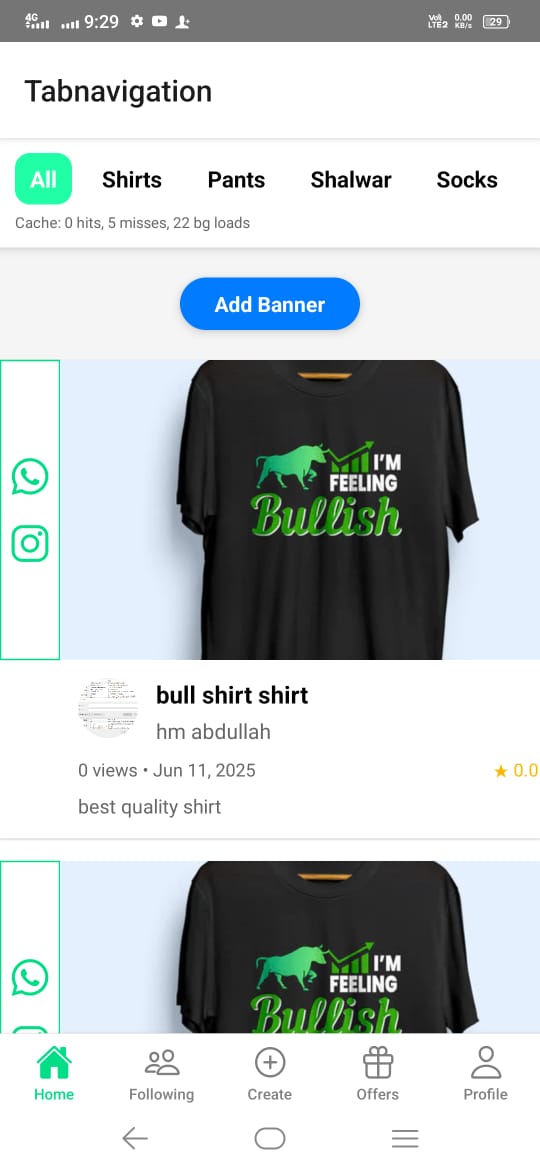 4G
9:29
Vo)
LTE2
0.00
KB/s
29
Tabnavigation
All
Shirts
Pants
Shalwar
Socks
Cache: 0 hits, 5 misses, 22 bg loads
Add Banner
I'M
FEELING
Bullish
bull shirt shirt
hm abdullah
0 views • Jun 11, 2025
★ 0.0
best quality shirt
I'M
FEELING
Bullish
Home
Following
Create
Offers
Profile